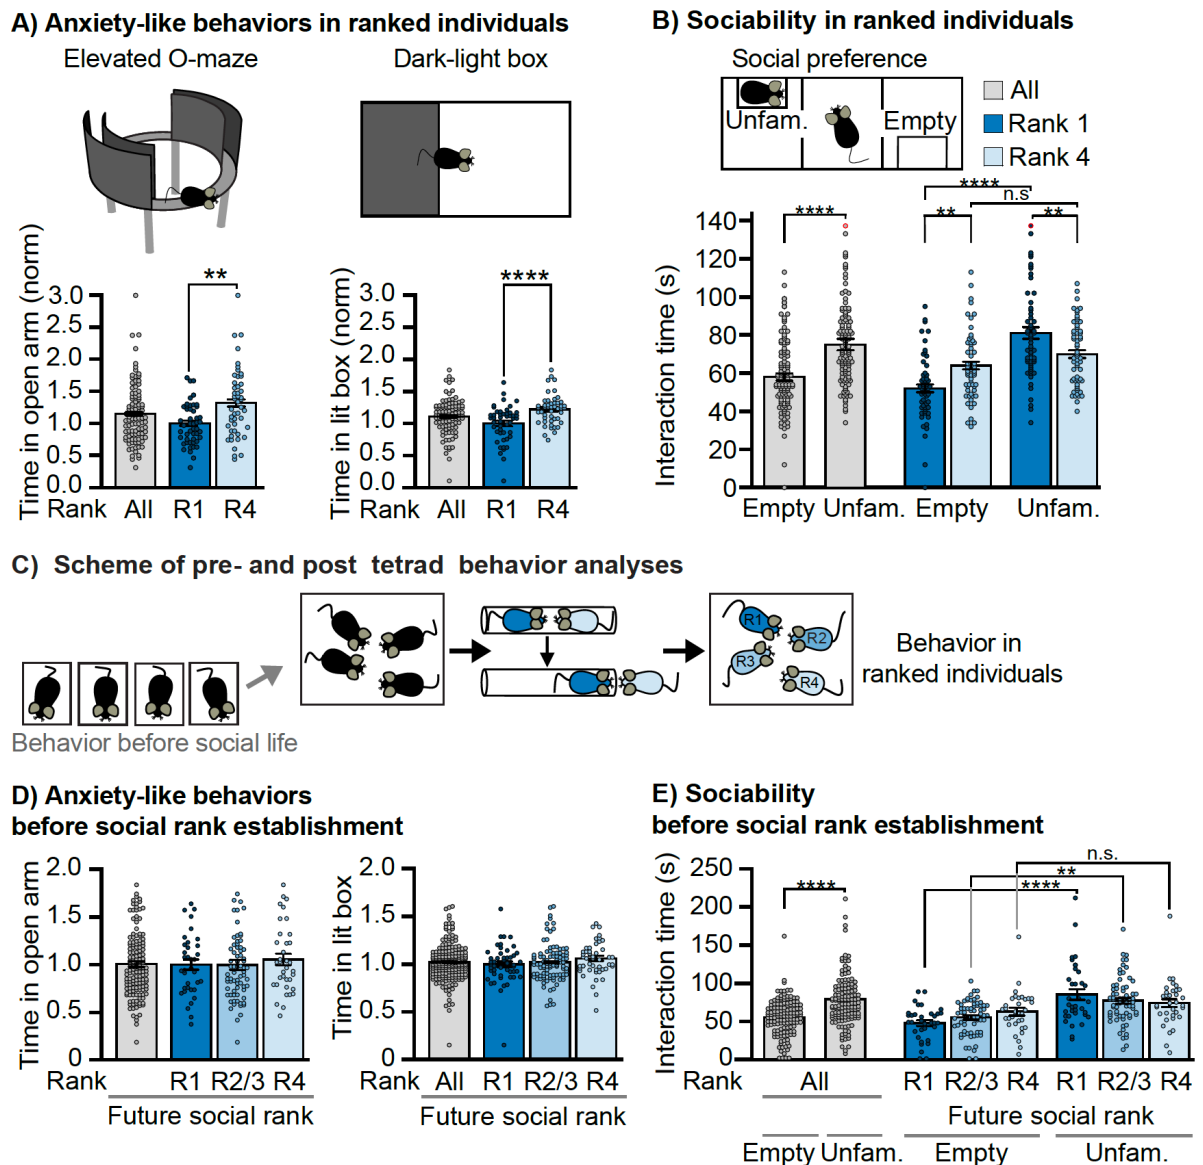 A) Anxiety-like behaviors in ranked individuals
Elevated O-maze
Dark-light box
Time in open arm (norm)
3.0
2.5
2.0
1.5
1.0
0.5
0.0
**
Rank All R1 R4
Time in lit box (norm)
3.0
2.5
2.0
1.5
1.0
0.5
0.0
****
Rank All R1 R4
B) Sociability in ranked individuals
Social preference
Unfam.
Empty
All
Rank 1
Rank 4
Interaction time (s)
140
120
100
80
60
40
20
0
****
****
n.s
**
**
Empty Unfam. Empty Unfam.
C) Scheme of pre- and post tetrad behavior analyses
Behavior before social life
R1
R2
R3
R4
Behavior in
ranked individuals
D) Anxiety-like behaviors
before social rank establishment
Time in open arm
2.0
1.5
1.0
0.5
0
Rank R1 R2/3 R4
Future social rank
Time in lit box
2.0
1.5
1.0
0.5
0
Rank All R1 R2/3 R4
Future social rank
E) Sociability
before social rank establishment
Interaction time (s)
250
200
150
100
50
0
****
n.s.
**
****
Rank All R1 R2/3 R4 R1 R2/3 R4
Future social rank
Empty Unfam. Empty Unfam.